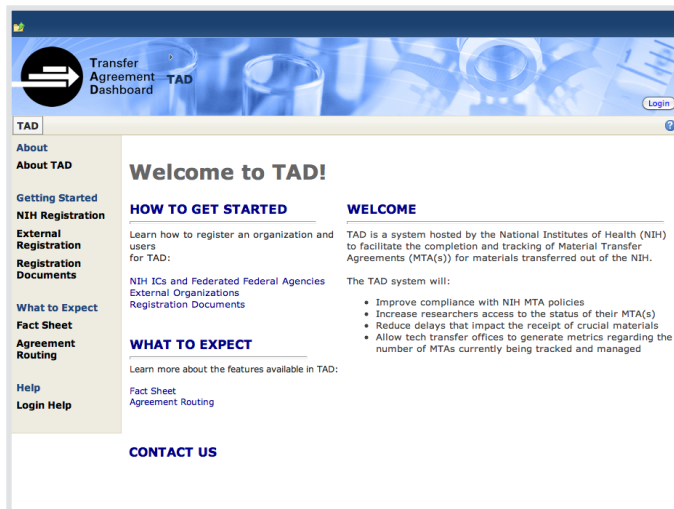 Transfer
Agreement
Dashboard
TAD
Login
TAD
?
About
About TAD
Getting Started
NIH Registration
External
Registration
Registration
Documents
What to Expect
Fact Sheet
Agreement
Routing
Help
Login Help
Welcome to TAD!
HOW TO GET STARTED
Learn how to register an organization and
users
for TAD:
NIH ICs and Federated Federal Agencies
External Organizations
Registration Documents
WHAT TO EXPECT
Learn more about the features available in TAD:
Fact Sheet
Agreement Routing
CONTACT US
WELCOME
TAD is a system hosted by the National Institutes of Health (NIH)
to facilitate the completion and tracking of Material Transfer
Agreements (MTA(s)) for materials transferred out of the NIH.
The TAD system will:
• Improve compliance with NIH MTA policies
• Increase researchers access to the status of their MTA(s)
• Reduce delays that impact the receipt of crucial materials
• Allow tech transfer offices to generate metrics regarding the
number of MTAs currently being tracked and managed